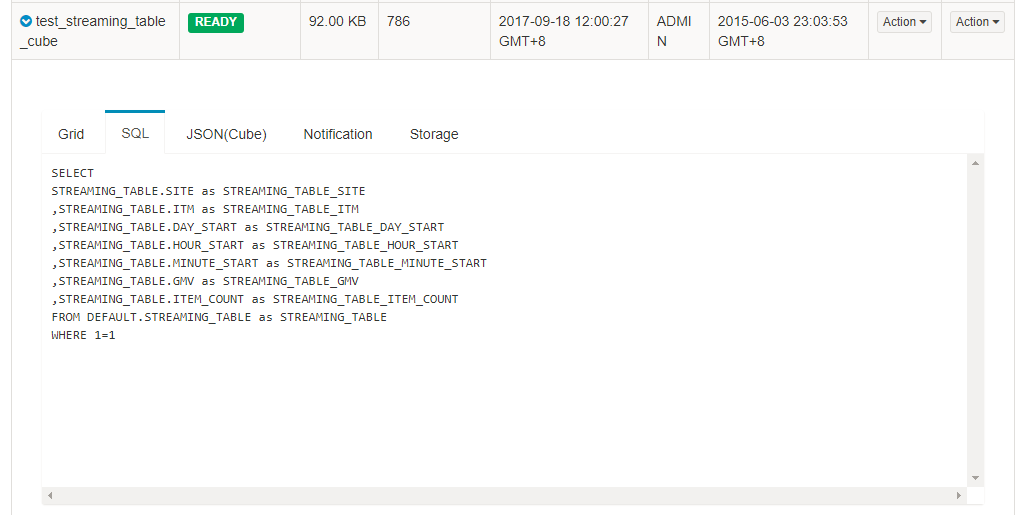 test_streaming_table READY 92.00 KB 786 2017-09-18 12:00:27 ADMI 2015-06-03 23:03:53 Action Action
_cube GMT+8 N GMT+8
Grid SQL JSON(Cube) Notification Storage
SELECT
STREAMING_TABLE.SITE as STREAMING_TABLE_SITE
,STREAMING_TABLE.ITM as STREAMING_TABLE_ITM
,STREAMING_TABLE.DAY_START as STREAMING_TABLE_DAY_START
,STREAMING_TABLE.HOUR_START as STREAMING_TABLE_HOUR_START
,STREAMING_TABLE.MINUTE_START as STREAMING_TABLE_MINUTE_START
,STREAMING_TABLE.GMV as STREAMING_TABLE_GMV
,STREAMING_TABLE.ITEM_COUNT as STREAMING_TABLE_ITEM_COUNT
FROM DEFAULT.STREAMING_TABLE as STREAMING_TABLE
WHERE 1=1